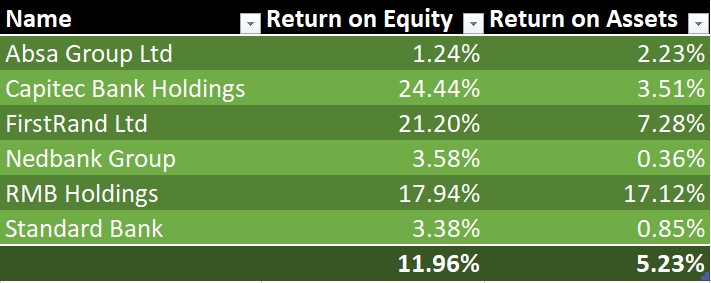 Name Return on Equity Return on Assets
Absa Group Ltd 1.24% 2.23%
Capitec Bank Holdings 24.44% 3.51%
FirstRand Ltd 21.20% 7.28%
Nedbank Group 3.58% 0.36%
RMB Holdings 17.94% 17.12%
Standard Bank 3.38% 0.85%
11.96% 5.23%